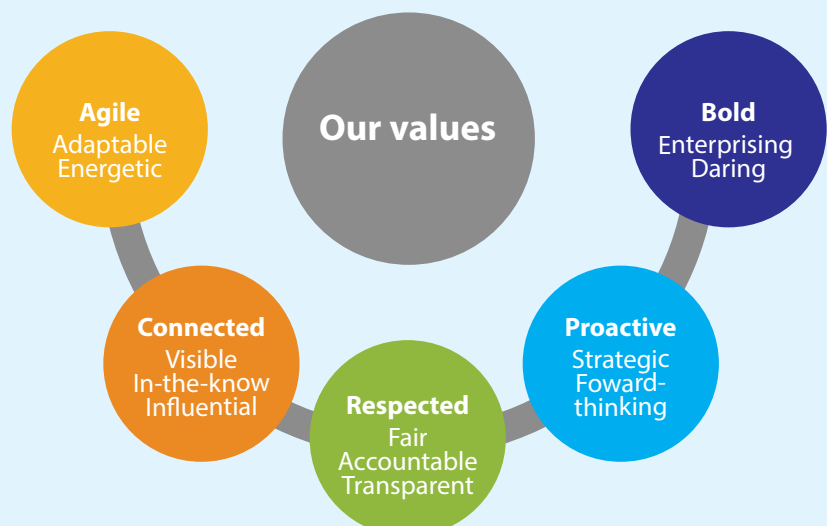 Our values
Agile
Adaptable
Energetic
Connected
Visible
In-the-know
Influential
Respected
Fair
Accountable
Transparent
Proactive
Strategic
Foward-
thinking
Bold
Enterprising
Daring